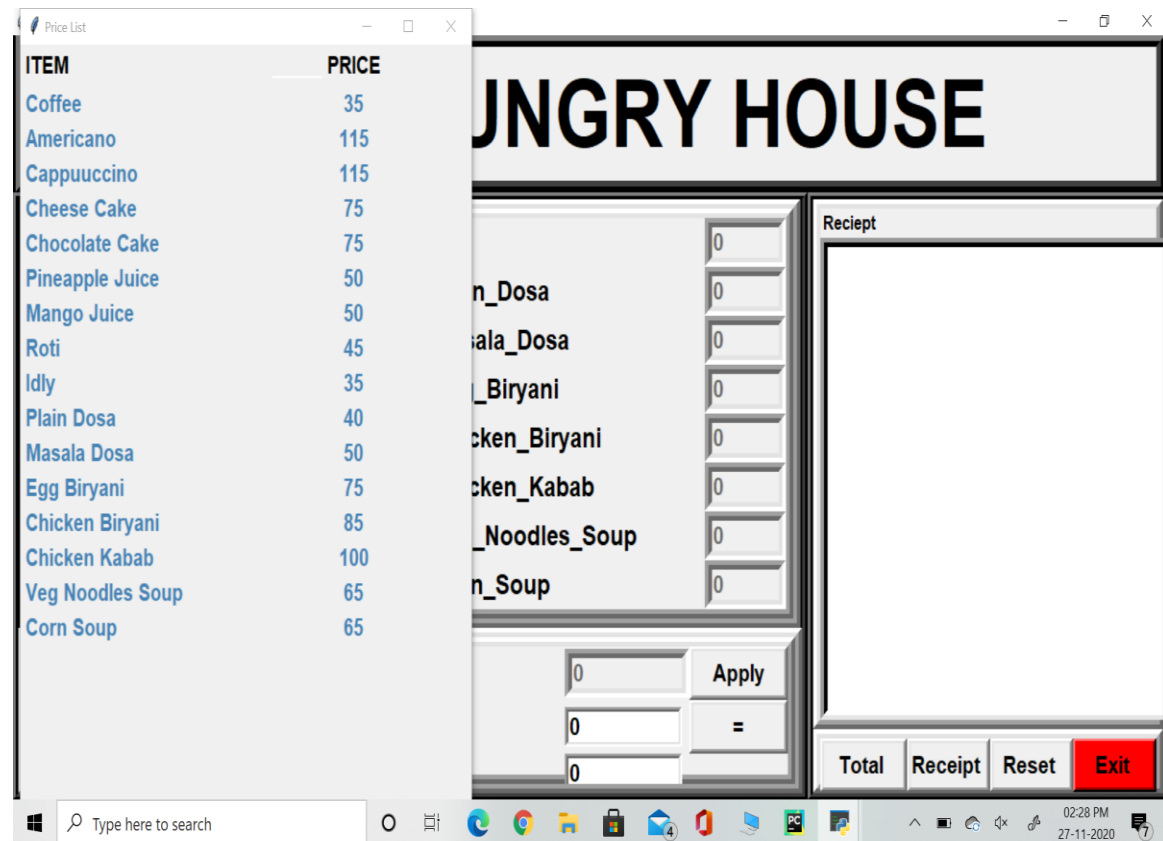 Price List
ITEM PRICE
Coffee 35
Americano 115
Cappuuccino 115
Cheese Cake 75
Chocolate Cake 75
Pineapple Juice 50
Mango Juice 50
Roti 45
Idly 35
Plain Dosa 40
Masala Dosa 50
Egg Biryani 75
Chicken Biryani 85
Chicken Kabab 100
Veg Noodles Soup 65
Corn Soup 65
UNGRY HOUSE
0
n_Dosa 0
sala_Dosa 0
_Biryani 0
cken_Biryani 0
cken_Kabab 0
_Noodles_Soup 0
n_Soup 0
0 Apply
0 =
0
Reciept
Total Receipt Reset Exit
Type here to search
4
PC
02:28 PM
27-11-2020
7